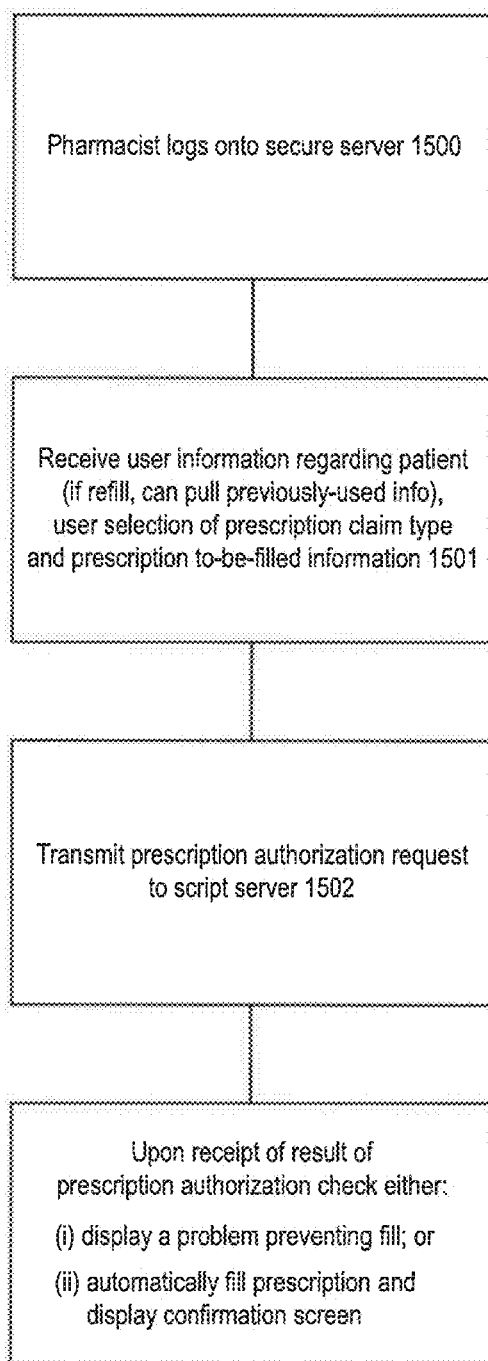 Pharmacist logs onto secure server 1500
Receive user information regarding patient
(if refill, can pull previously-used info),
user selection of prescription claim type
and prescription to-be-filled information 1501
Transmit prescription authorization request
to script server 1502
Upon receipt of result of
prescription authorization check either:
(i) display a problem preventing fill; or
(ii) automatically fill prescription and
display confirmation screen